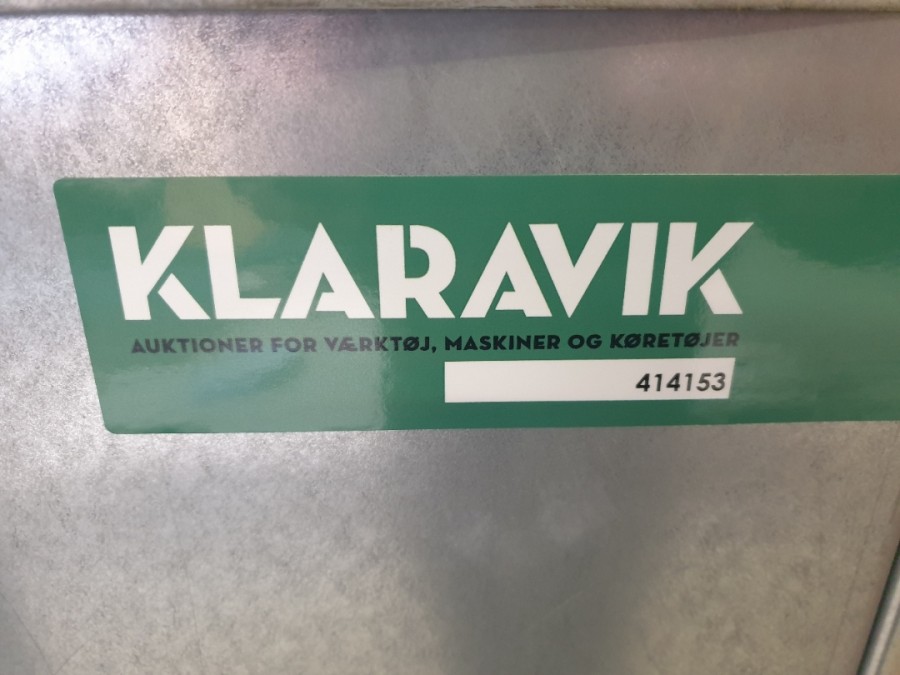 KLARAVIK
AUKTIONER FOR VÆRKTØJ, MASKINER OG KØRETØJER
414153